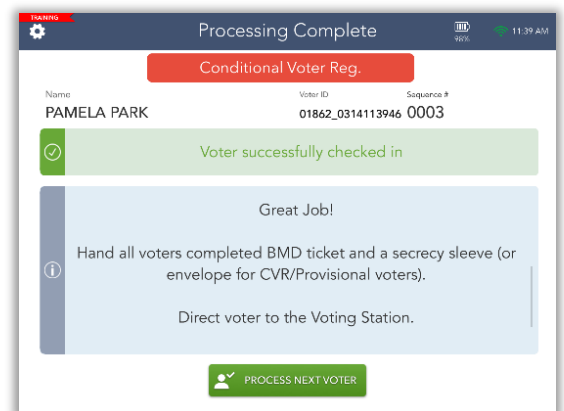 TRAINING
Processing Complete
98%
11:39 AM
Conditional Voter Reg.
Name
Voter ID
Sequence #
PAMELA PARK
01862_0314113946
0003
Voter successfully checked in
Great Job!
Hand all voters completed BMD ticket and a secrecy sleeve (or
envelope for CVR/Provisional voters).
Direct voter to the Voting Station.
PROCESS NEXT VOTER